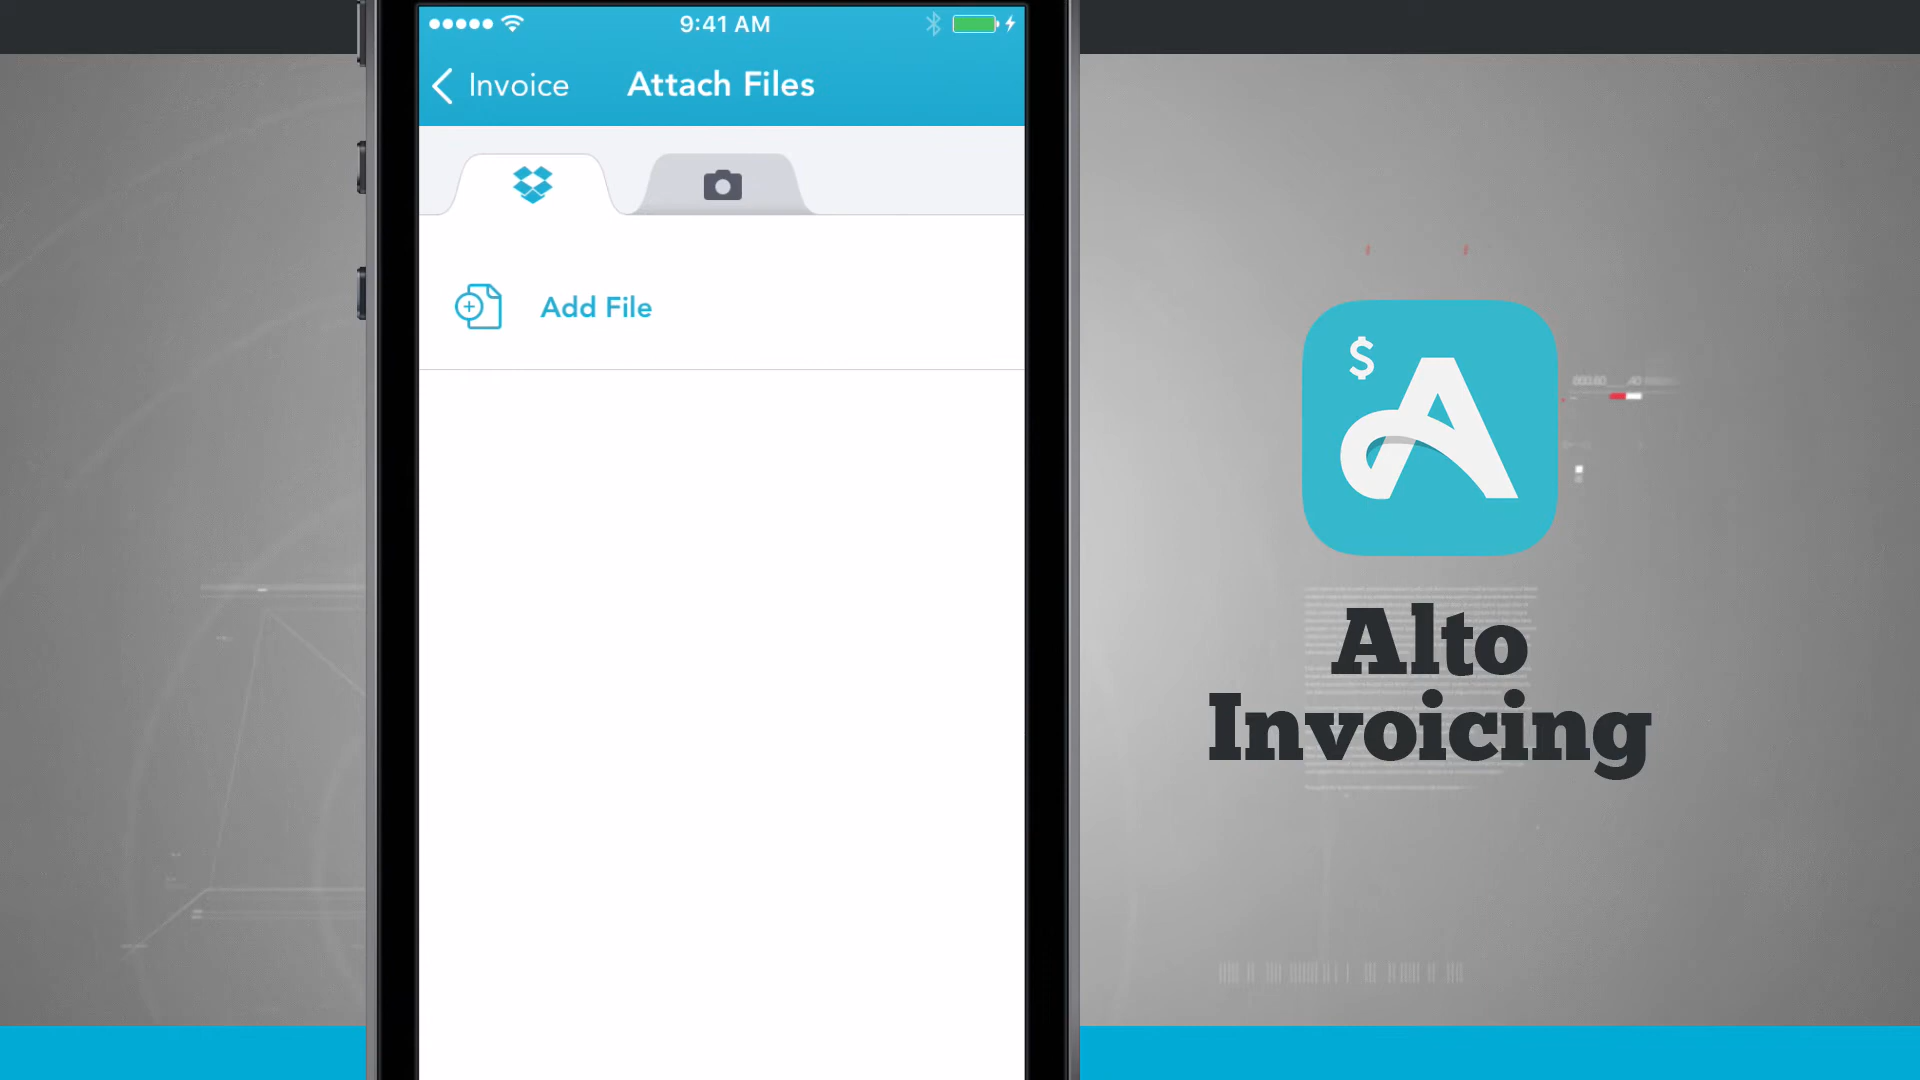 9:41 AM
Invoice
Attach Files
Add File
$
A
Alto
Invoicing